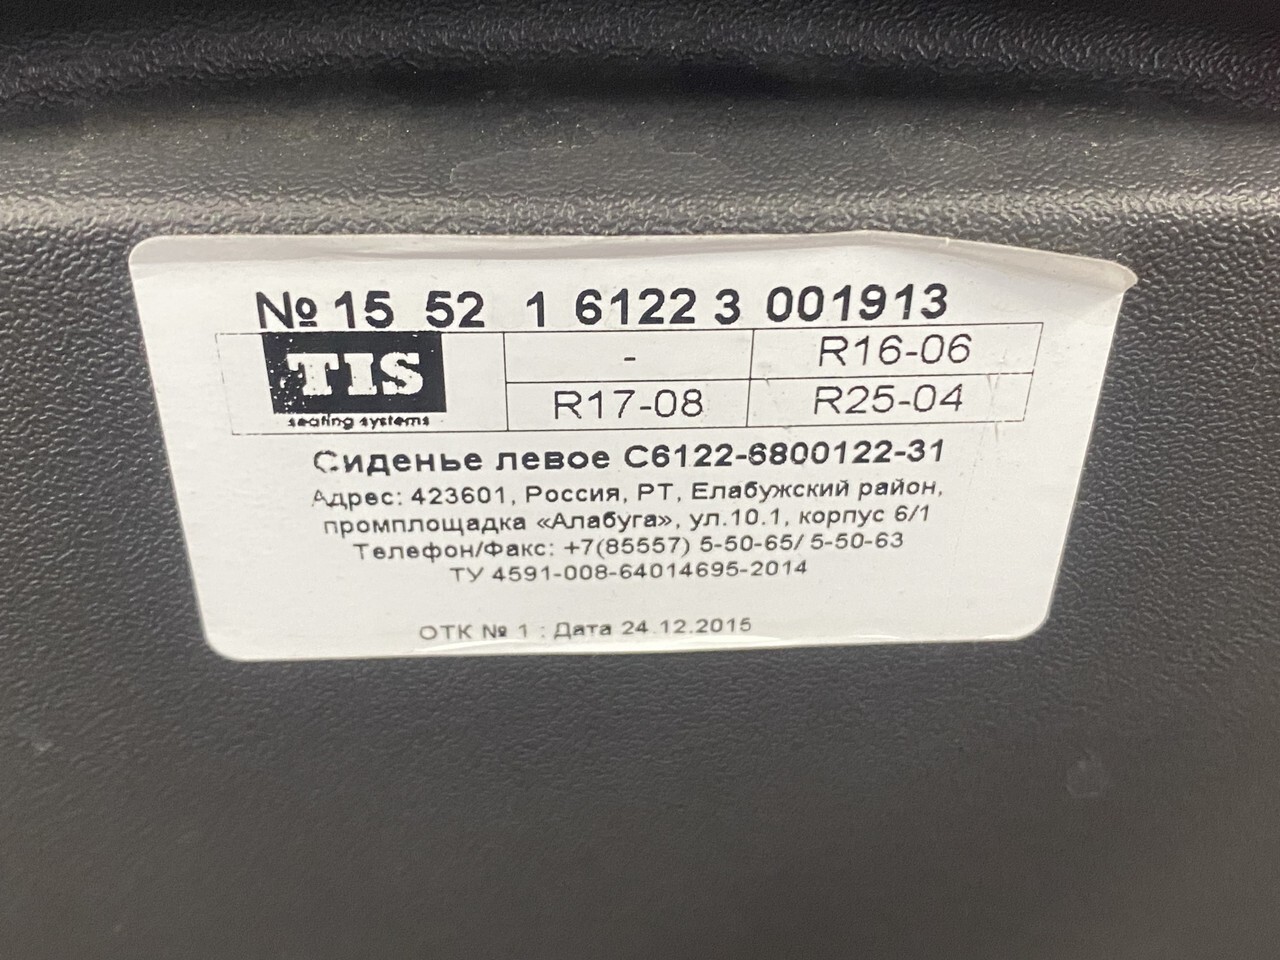 № 15 52 1 6122 3 001913
TIS
seating systems
- R16-06
R17-08 R25-04
Сиденье левое С6122-6800122-31
Адрес: 423601, Россия, РТ, Елабужский район,
промплощадка «Алабуга», ул.10.1, корпус 6/1
Телефон/Факс: +7(85557) 5-50-65/ 5-50-63
ТУ 4591-008-64014695-2014
ОТК № 1 : Дата 24.12.2015